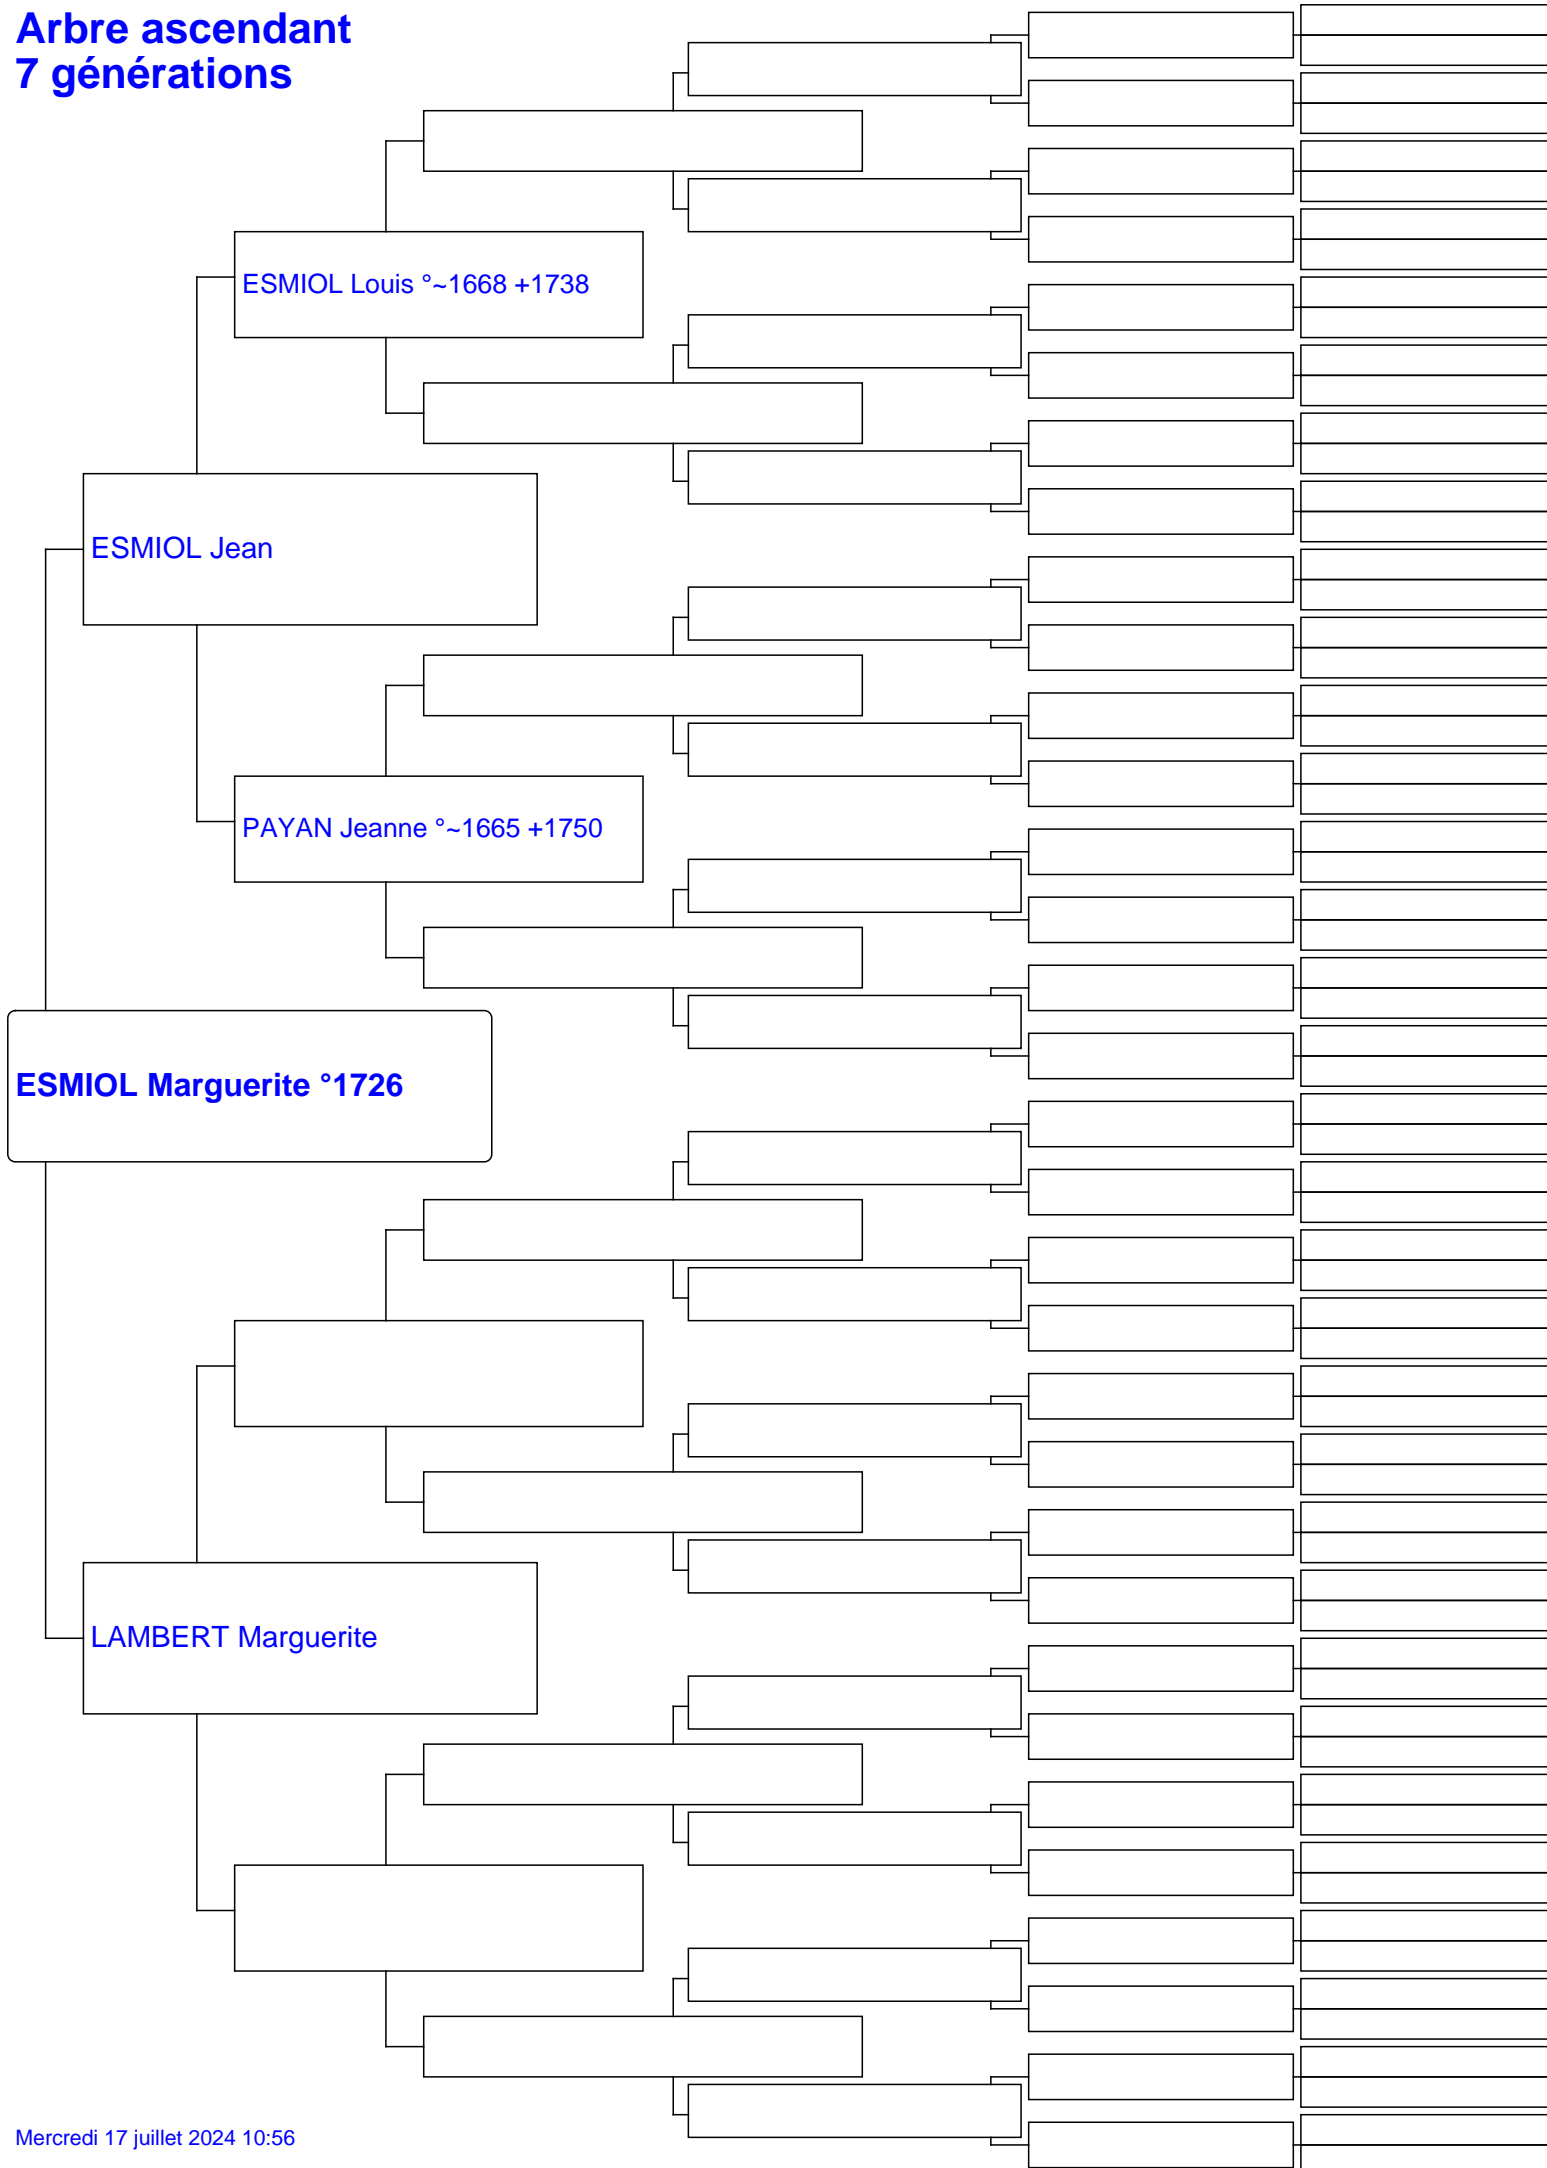 Arbre ascendant
7 générations
ESMIOL Louis °~1668 +1738
ESMIOL Jean
PAYAN Jeanne °~1665 +1750
ESMIOL Marguerite °1726
LAMBERT Marguerite
Mercredi 17 juillet 2024 10:56